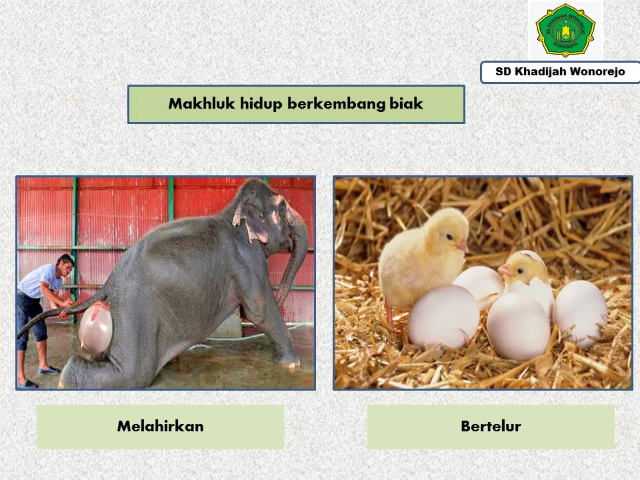 SD Khadijah Wonorejo
Makhluk hidup berkembang biak
Melahirkan
Bertelur